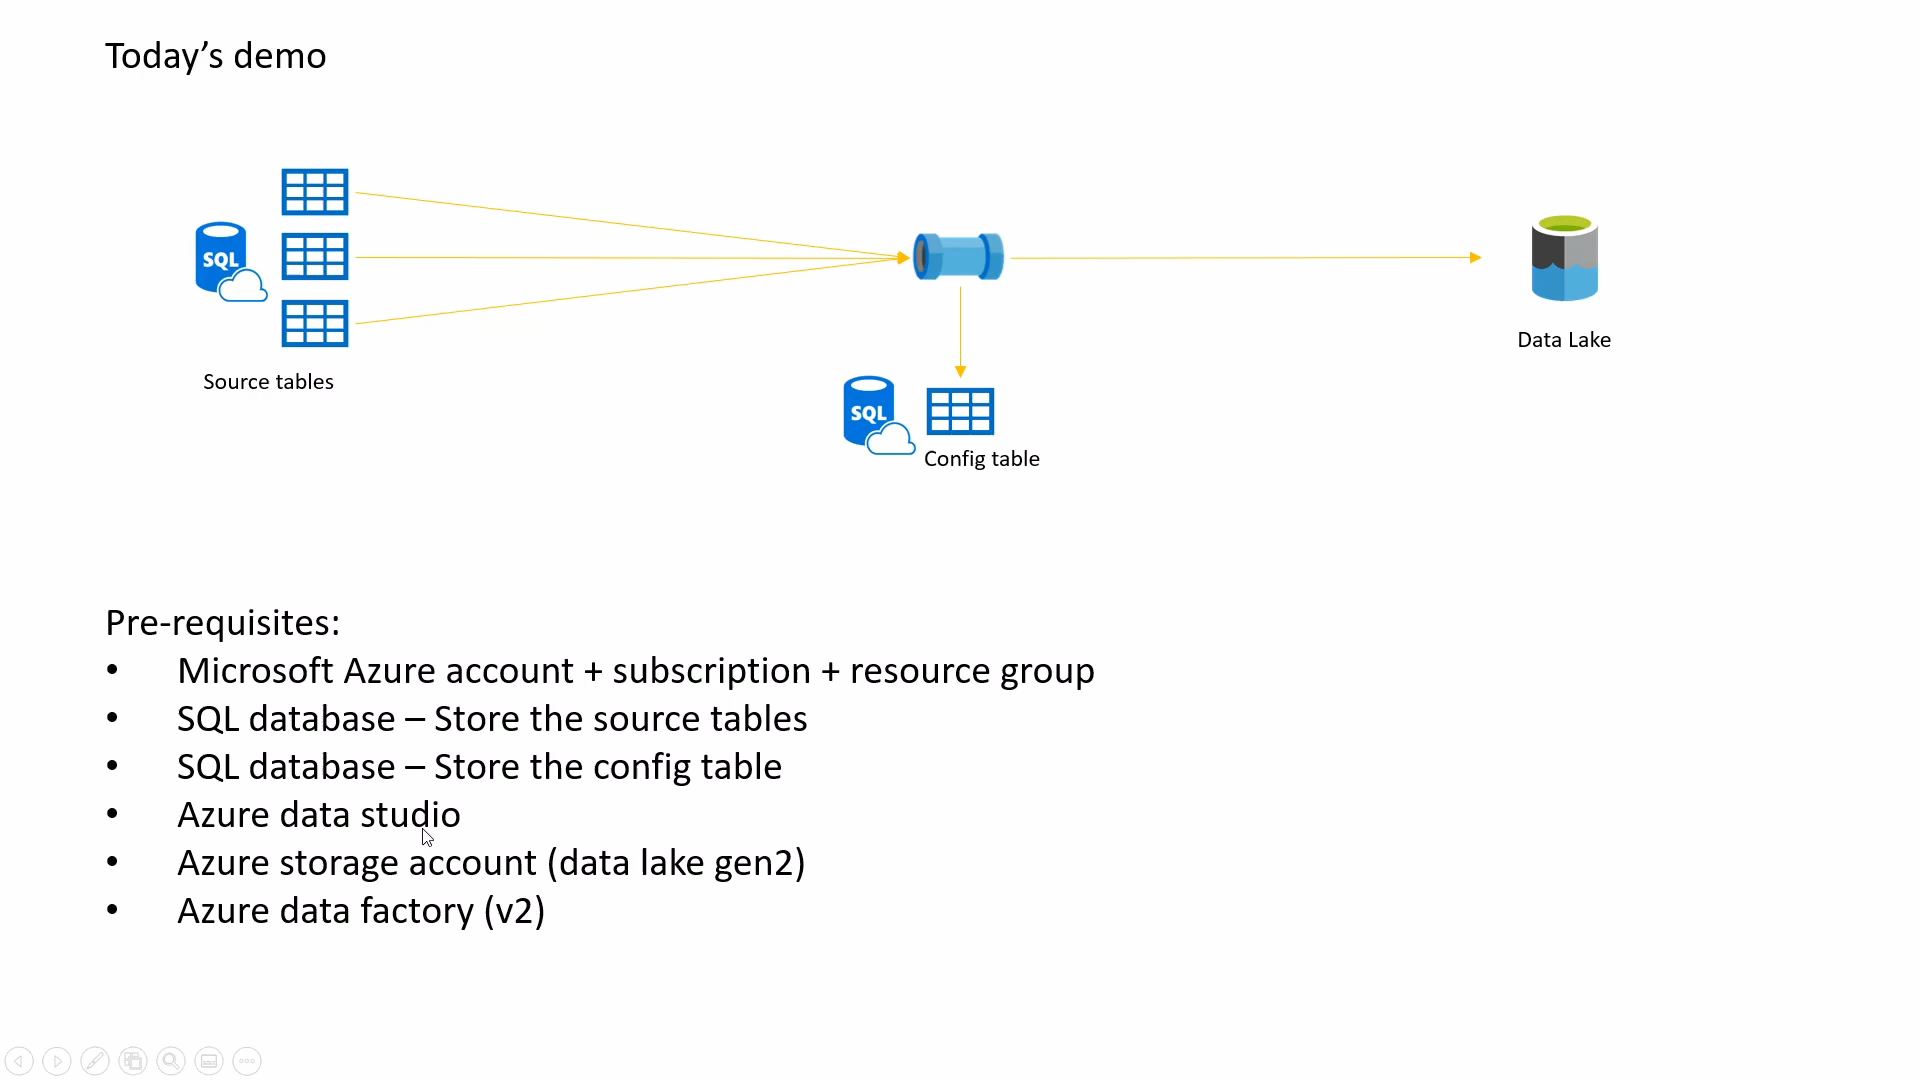 Today’s demo
SQL
Source tables
Data Lake
SQL
Config table
Pre-requisites:
• Microsoft Azure account + subscription + resource group
• SQL database – Store the source tables
• SQL database – Store the config table
• Azure data studio
• Azure storage account (data lake gen2)
• Azure data factory (v2)